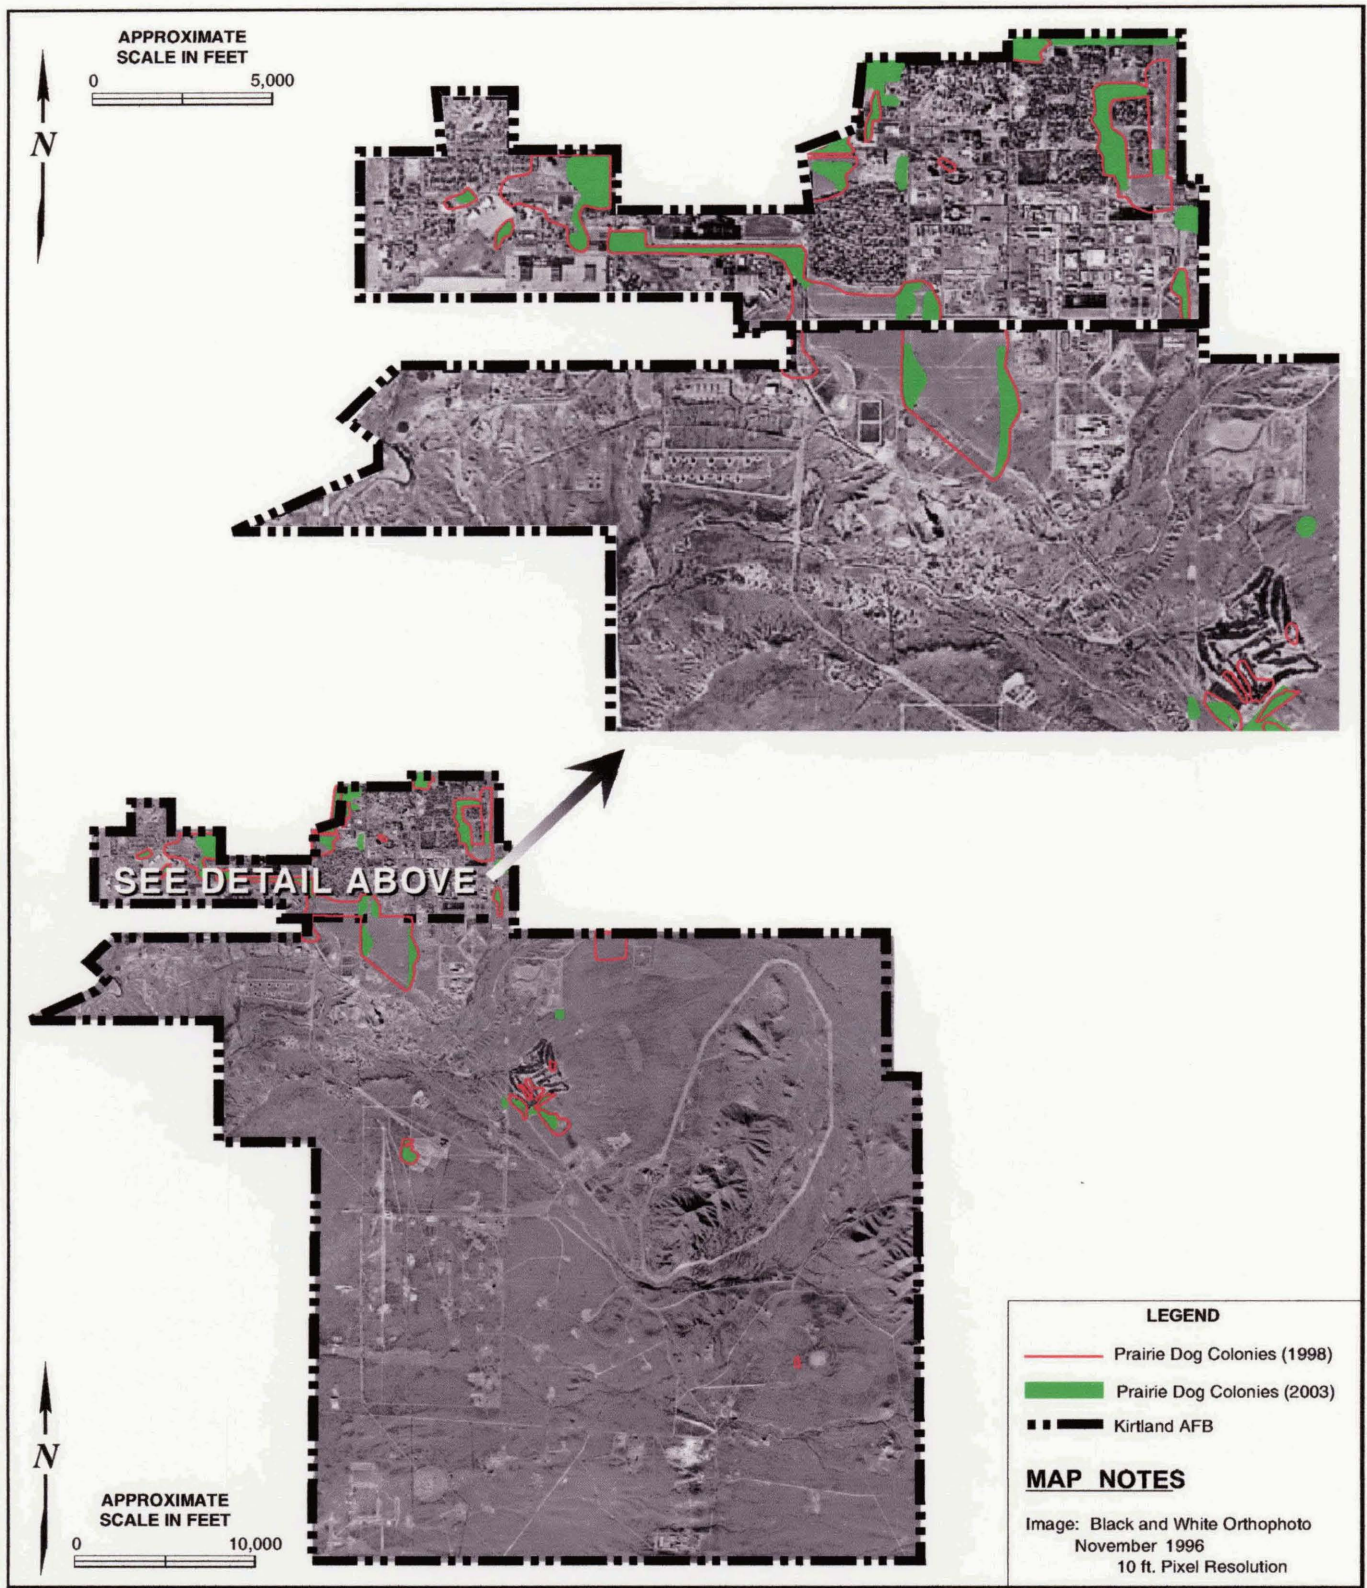 APPROXIMATE
SCALE IN FEET
0 5,000
N
SEE DETAIL ABOVE
N
APPROXIMATE
SCALE IN FEET
0 10,000
LEGEND
Prairie Dog Colonies (1998)
Prairie Dog Colonies (2003)
Kirtland AFB
MAP NOTES
Image: Black and White Orthophoto
November 1996
10 ft. Pixel Resolution